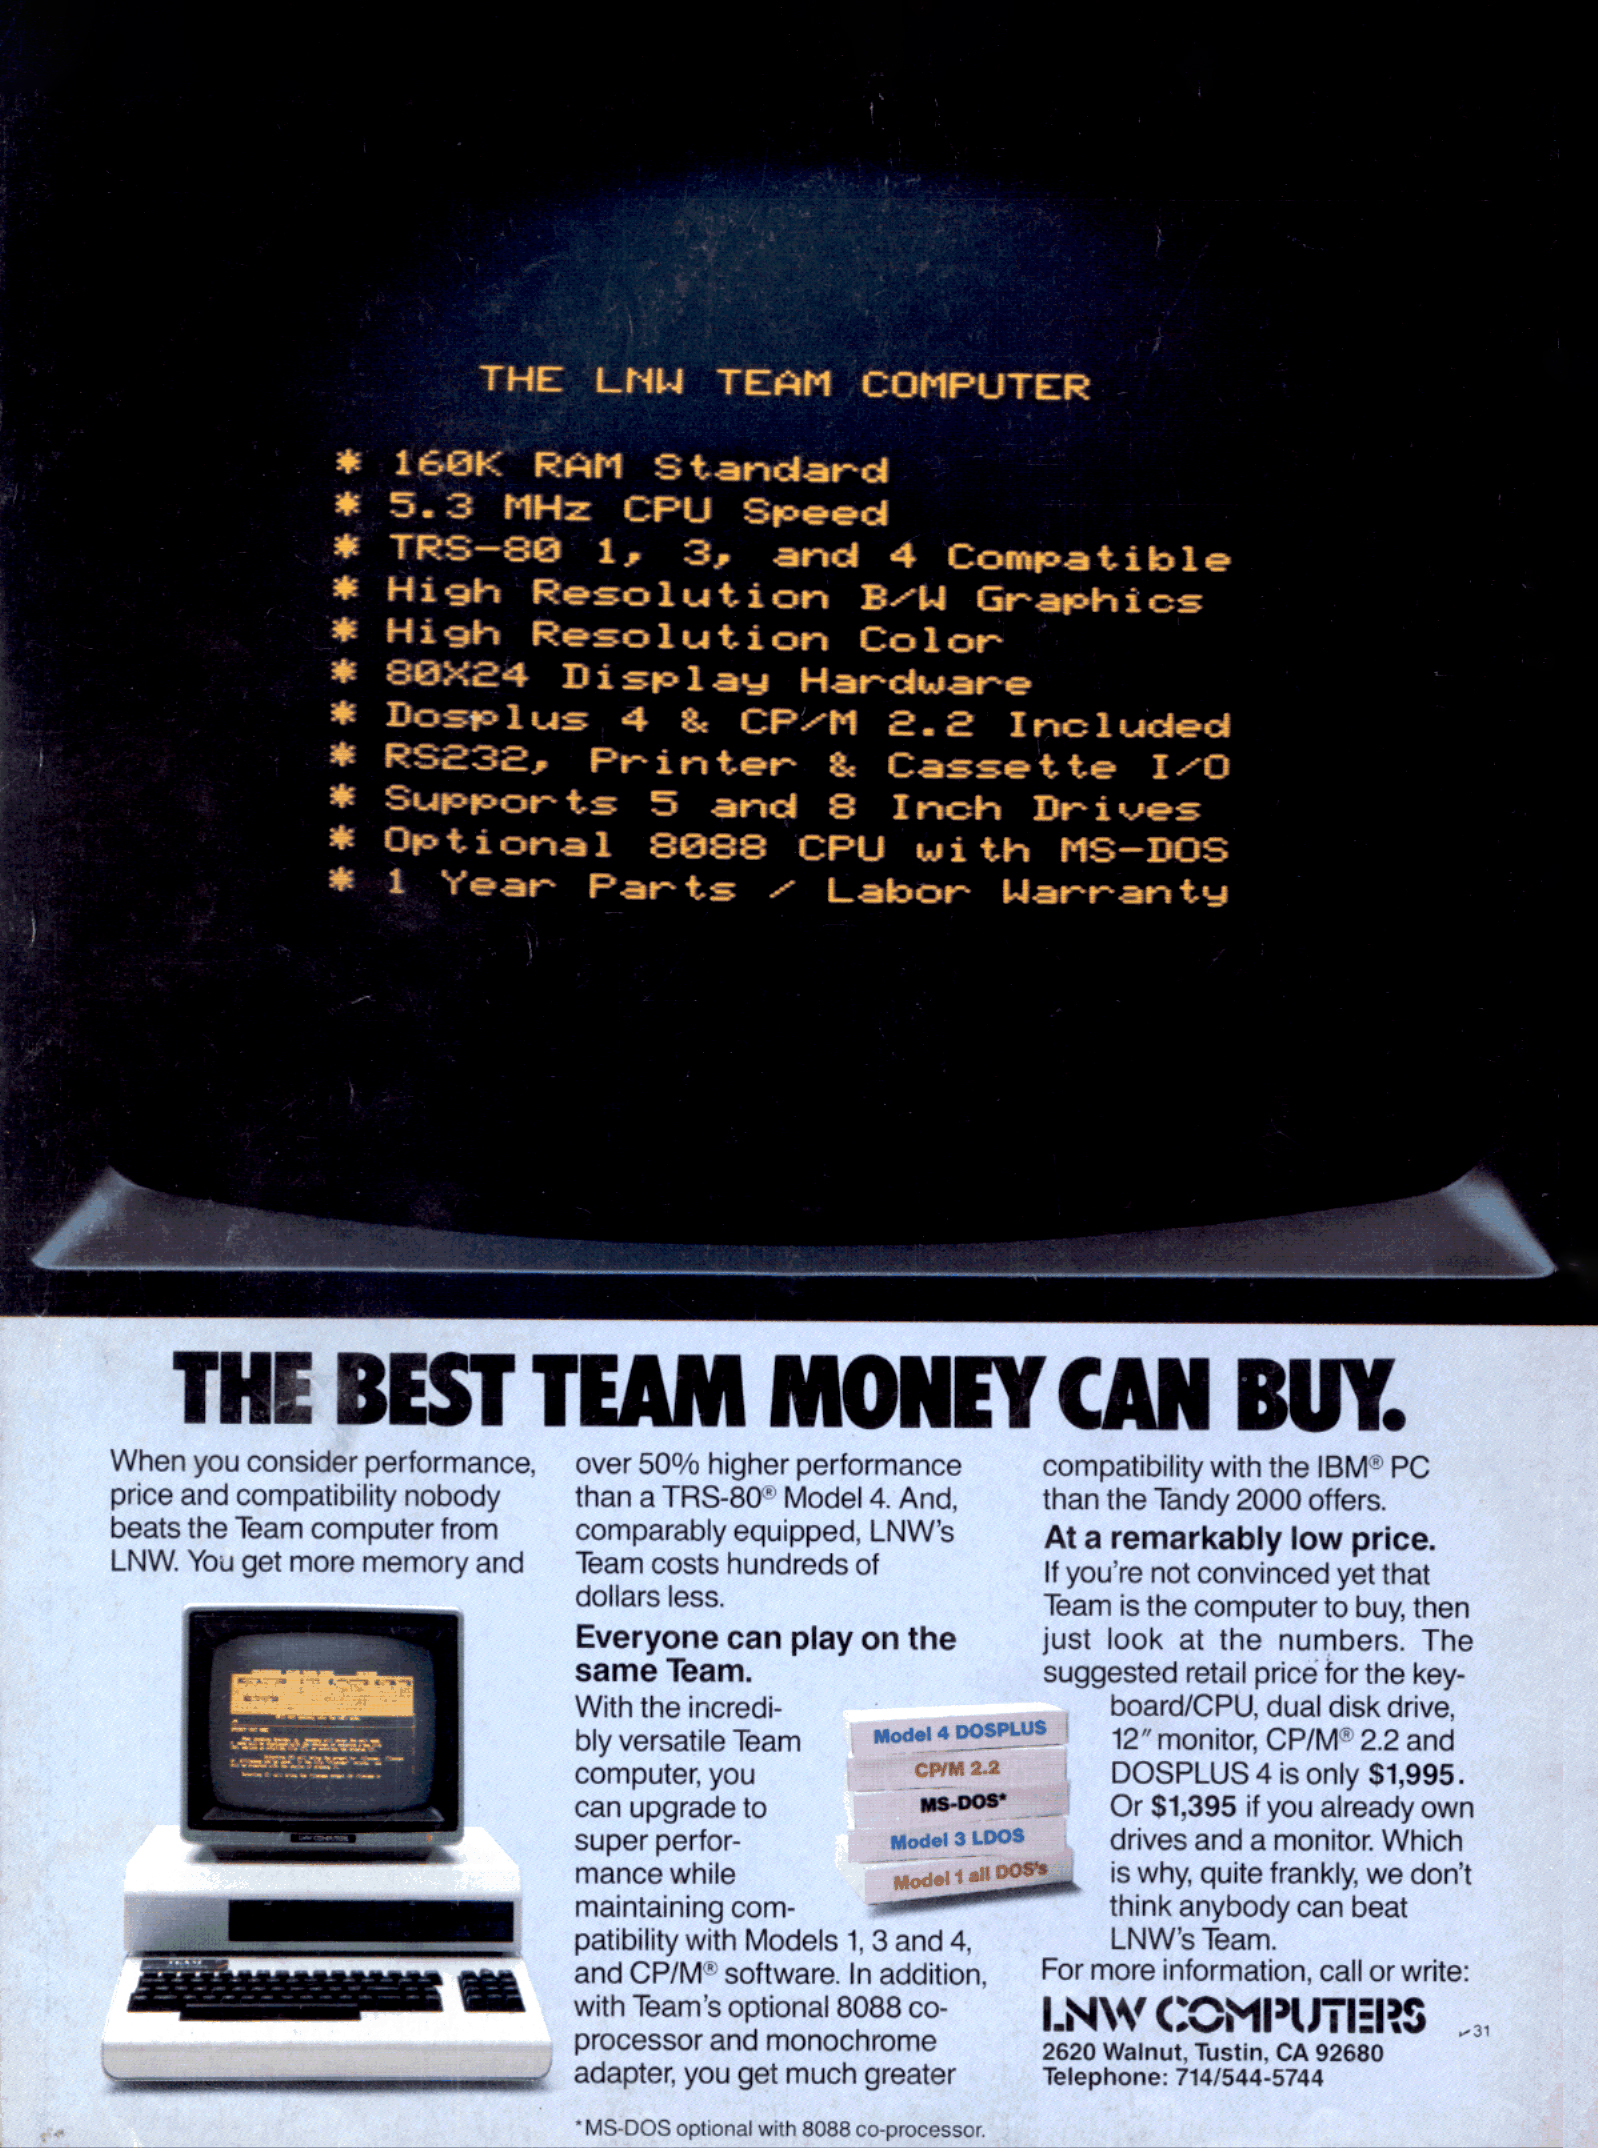 THE LNW TEAM COMPUTER
* 160K RAM Standard
* 5.3 MHz CPU Speed
* TRS-80 1, 3, and 4 Compatible
* High Resolution B/W Graphics
* High Resolution Color
* 80X24 Display Hardware
* Dosplus 4 & CP/M 2.2 Included
* RS232, Printer & Cassette I/O
* Supports 5 and 8 Inch Drives
* Optional 8088 CPU with MS-DOS
* 1 Year Parts / Labor Warranty
THE BEST TEAM MONEY CAN BUY.
When you consider performance,
price and compatibility nobody
beats the Team computer from
LNW. You get more memory and
LNW COMPUTERS
TEAM
over 50% higher performance
than a TRS-80® Model 4. And,
comparably equipped, LNW's
Team costs hundreds of
dollars less.
Everyone can play on the
same Team.
With the incredi-
bly versatile Team
computer, you
can upgrade to
super perfor-
mance while
maintaining com-
patibility with Models 1, 3 and 4,
and CP/M® software. In addition,
with Team's optional 8088 co-
processor and monochrome
adapter, you get much greater
Model 4 DOSPLUS
CP/M 2.2
MS-DOS*
Model 3 LDOS
Model 1 all DOS's
compatibility with the IBM® PC
than the Tandy 2000 offers.
At a remarkably low price.
If you're not convinced yet that
Team is the computer to buy, then
just look at the numbers. The
suggested retail price for the key-
board/CPU, dual disk drive,
12" monitor, CP/M® 2.2 and
DOSPLUS 4 is only $1,995.
Or $1,395 if you already own
drives and a monitor. Which
is why, quite frankly, we don't
think anybody can beat
LNW's Team.
For more information, call or write:
LNW COMPUTERS
2620 Walnut, Tustin, CA 92680
Telephone: 714/544-5744
31
*MS-DOS optional with 8088 co-processor.